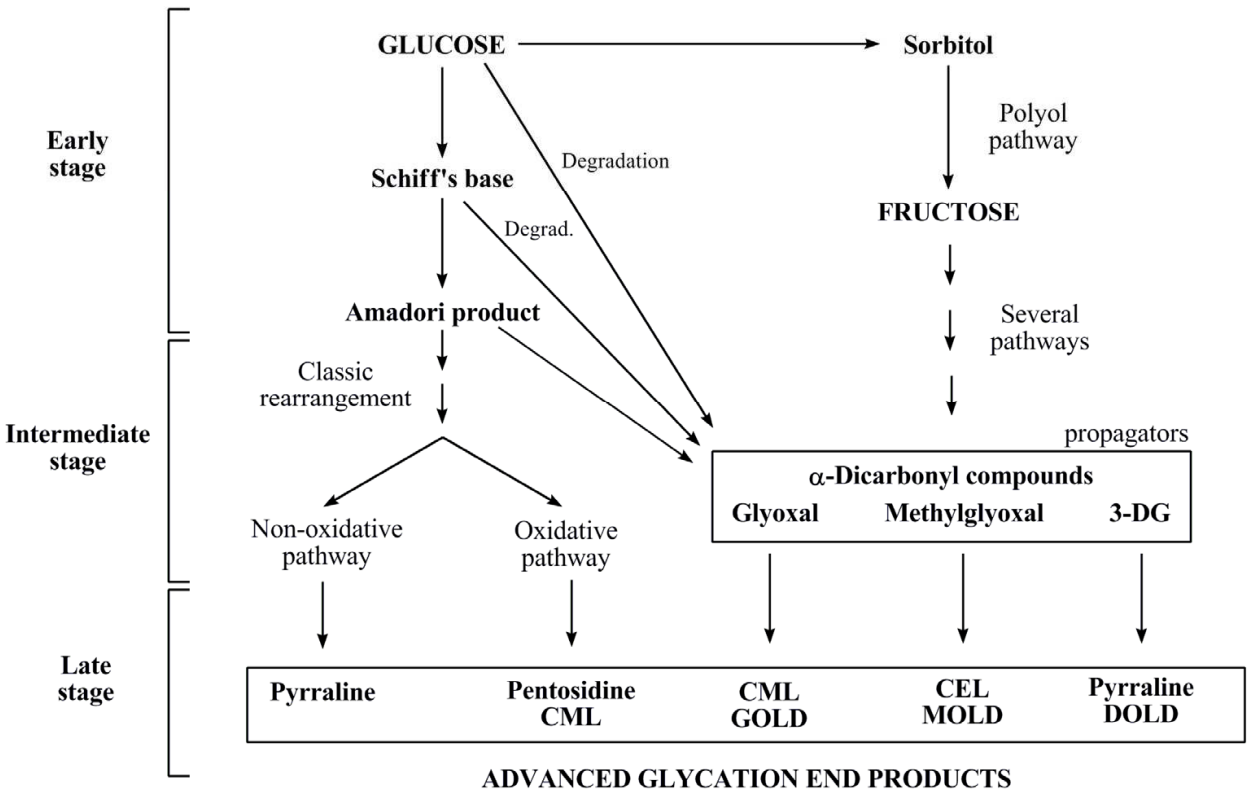 GLUCOSE
Sorbitol
Early
stage
Polyol
pathway
Degradation
Schiff's base
FRUCTOSE
Degrad.
Amadori product
Several
pathways
Classic
rearrangement
Intermediate
stage
propagators
α-Dicarbonyl compounds
Glyoxal Methylglyoxal 3-DG
Non-oxidative
pathway
Oxidative
pathway
Late
stage
Pyrraline
Pentosidine
CML
CML
GOLD
CEL
MOLD
Pyrraline
DOLD
ADVANCED GLYCATION END PRODUCTS